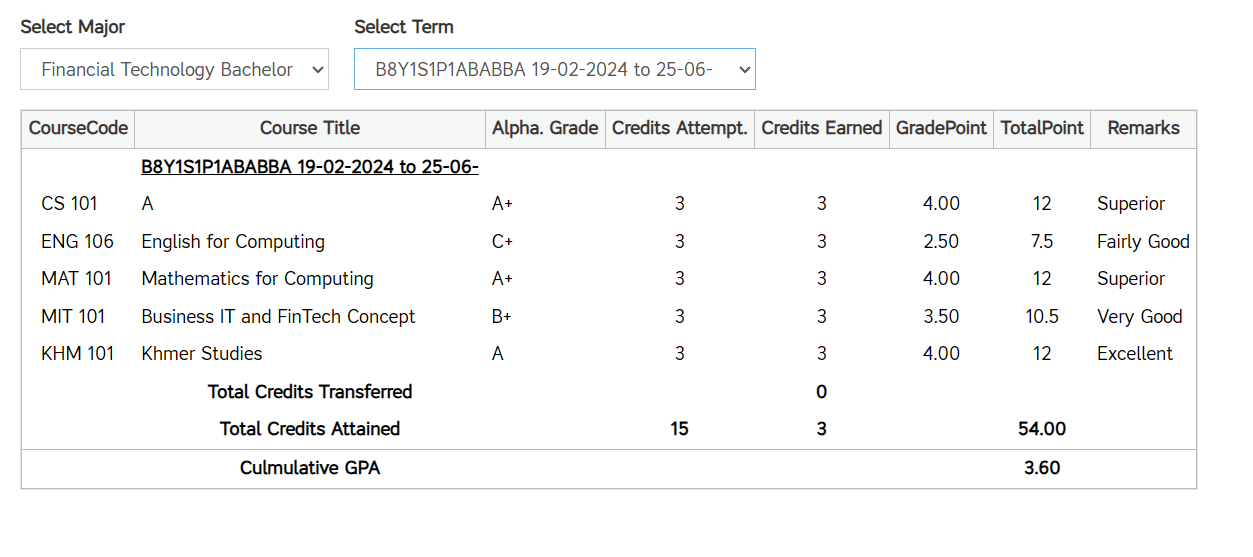 Select Major Select Term
Financial Technology Bachelor B8Y1S1P1ABABBA 19-02-2024 to 25-06-
CourseCode Course Title Alpha. Grade Credits Attempt. Credits Earned GradePoint TotalPoint Remarks
B8Y1S1P1ABABBA 19-02-2024 to 25-06-
CS 101 A A+ 3 3 4.00 12 Superior
ENG 106 English for Computing C+ 3 3 2.50 7.5 Fairly Good
MAT 101 Mathematics for Computing A+ 3 3 4.00 12 Superior
MIT 101 Business IT and FinTech Concept B+ 3 3 3.50 10.5 Very Good
KHM 101 Khmer Studies A 3 3 4.00 12 Excellent
Total Credits Transferred 0
Total Credits Attained 15 3 54.00
Culmulative GPA 3.60